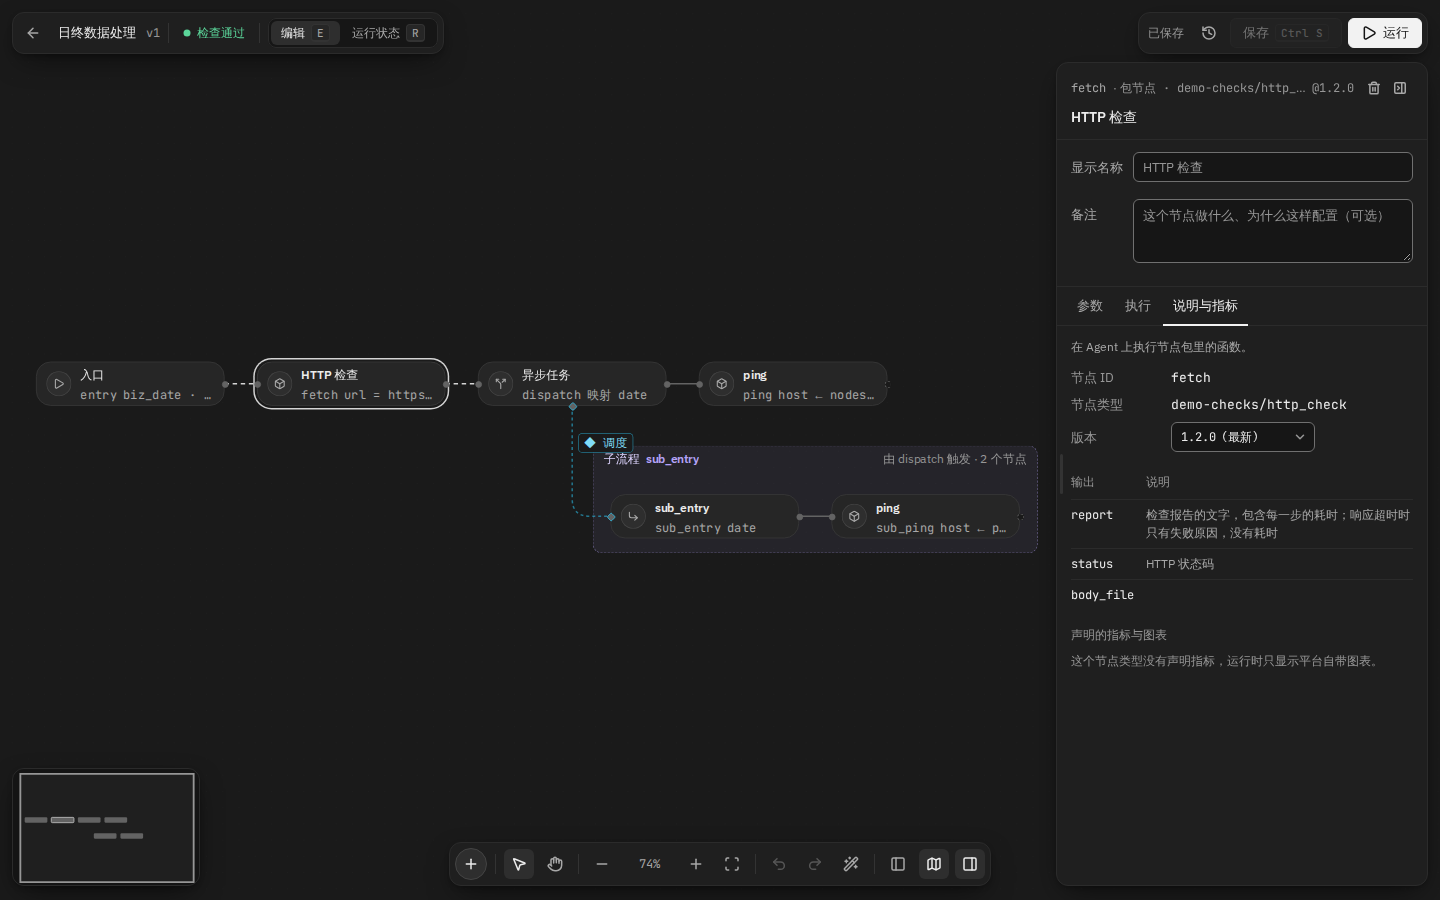 日终数据处理 v1 检查通过 编辑 E 运行状态 R
已保存 保存 Ctrl S 运行
fetch · 包节点 · demo-checks/http_… @1.2.0
HTTP 检查
显示名称 HTTP 检查
备注 这个节点做什么、为什么这样配置（可选）
参数 执行 说明与指标
在 Agent 上执行节点包里的函数。
节点 ID fetch
节点类型 demo-checks/http_check
版本 1.2.0（最新）
输出 说明
report 检查报告的文字，包含每一步的耗时；响应超时时
只有失败原因，没有耗时
status HTTP 状态码
body_file
声明的指标与图表
这个节点类型没有声明指标，运行时只显示平台自带图表。
入口
entry biz_date · …
HTTP 检查
fetch url = https…
异步任务
dispatch 映射 date
ping
ping host ← nodes…
调度
子流程 sub_entry
由 dispatch 触发 · 2 个节点
sub_entry
sub_entry date
ping
sub_ping host ← p…
74%